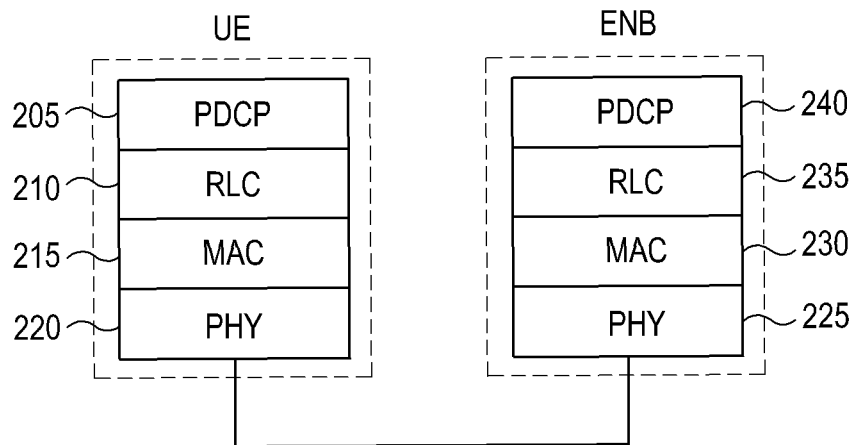 UE ENB
205 PDCP PDCP 240
210 RLC RLC 235
215 MAC MAC 230
220 PHY PHY 225